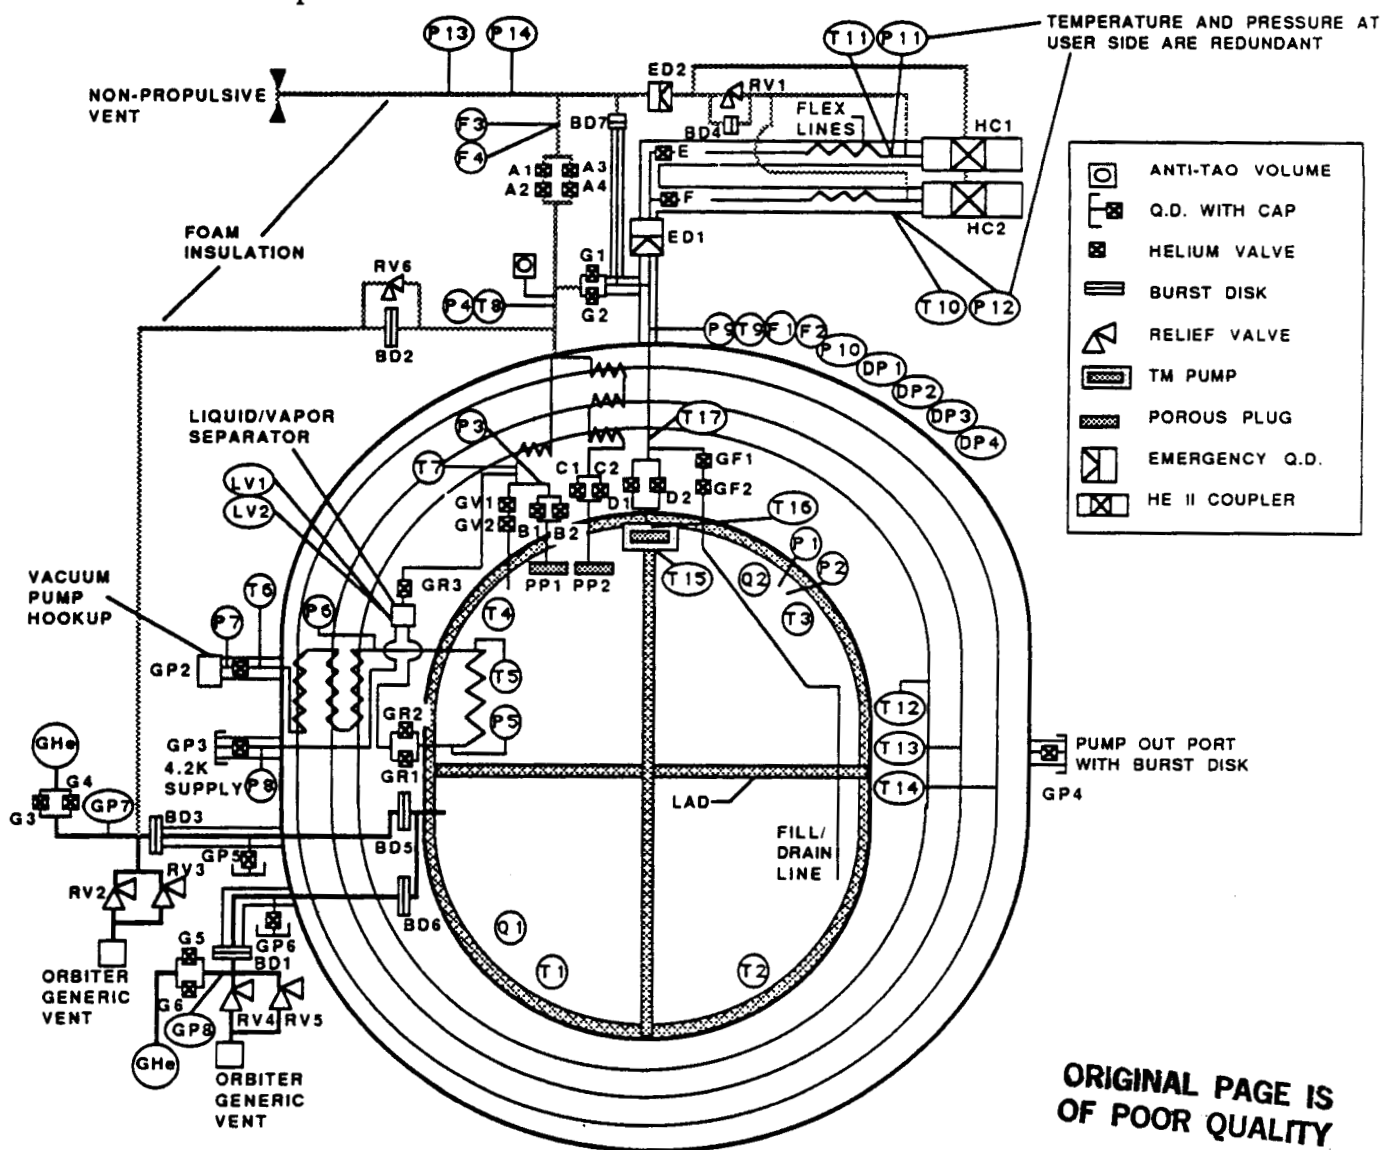 P13
P14
T11
P11
TEMPERATURE AND PRESSURE AT
USER SIDE ARE REDUNDANT
ED2
RV1
NON-PROPULSIVE
VENT
F3
F4
BD7
BD4
FLEX
LINES
HC1
E
A1
A3
A2
A4
F
HC2
ED1
FOAM
INSULATION
RV6
G1
G2
P4
T8
T10
P12
BD2
P9
T9
F1
F2
P10
DP1
DP2
DP3
DP4
ANTI-TAO VOLUME
Q.D. WITH CAP
HELIUM VALVE
BURST DISK
RELIEF VALVE
TM PUMP
POROUS PLUG
EMERGENCY Q.D.
HE II COUPLER
LIQUID/VAPOR
SEPARATOR
P3
T17
T7
LV1
LV2
C1
C2
GF1
GF2
GV1
GV2
B1
B2
D1
D2
T16
P1
P2
T15
Q2
T3
PP1
PP2
GR3
T4
VACUUM
PUMP
HOOKUP
T6
P7
P6
GP2
T5
P5
GR2
GR1
T12
T13
T14
GHe
GP3
4.2K
SUPPLY
P8
G4
G3
GP7
BD3
LAD
PUMP OUT PORT
WITH BURST DISK
GP4
BD5
GP5
FILL/
DRAIN
LINE
RV2
RV3
BD6
GP6
BD1
Q1
T1
T2
G5
G6
ORBITER
GENERIC
VENT
GP8
RV4
RV5
GHe
ORBITER
GENERIC
VENT
ORIGINAL PAGE IS
OF POOR QUALITY